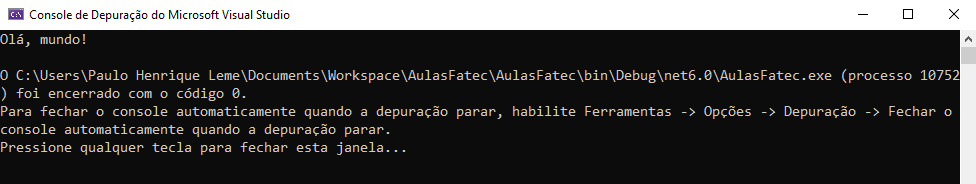 Console de Depuração do Microsoft Visual Studio
Olá, mundo!
O C:\Users\Paulo Henrique Leme\Documents\Workspace\AulasFatec\AulasFatec\bin\Debug\net6.0\AulasFatec.exe (processo 10752
) foi encerrado com o código 0.
Para fechar o console automaticamente quando a depuração parar, habilite Ferramentas -> Opções -> Depuração -> Fechar o
console automaticamente quando a depuração parar.
Pressione qualquer tecla para fechar esta janela...